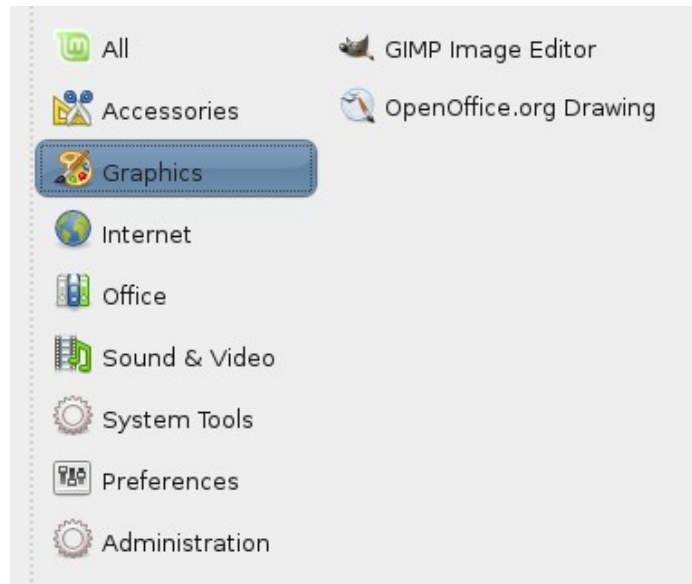 All
Accessories
Graphics
Internet
Office
Sound & Video
System Tools
Preferences
Administration
GIMP Image Editor
OpenOffice.org Drawing